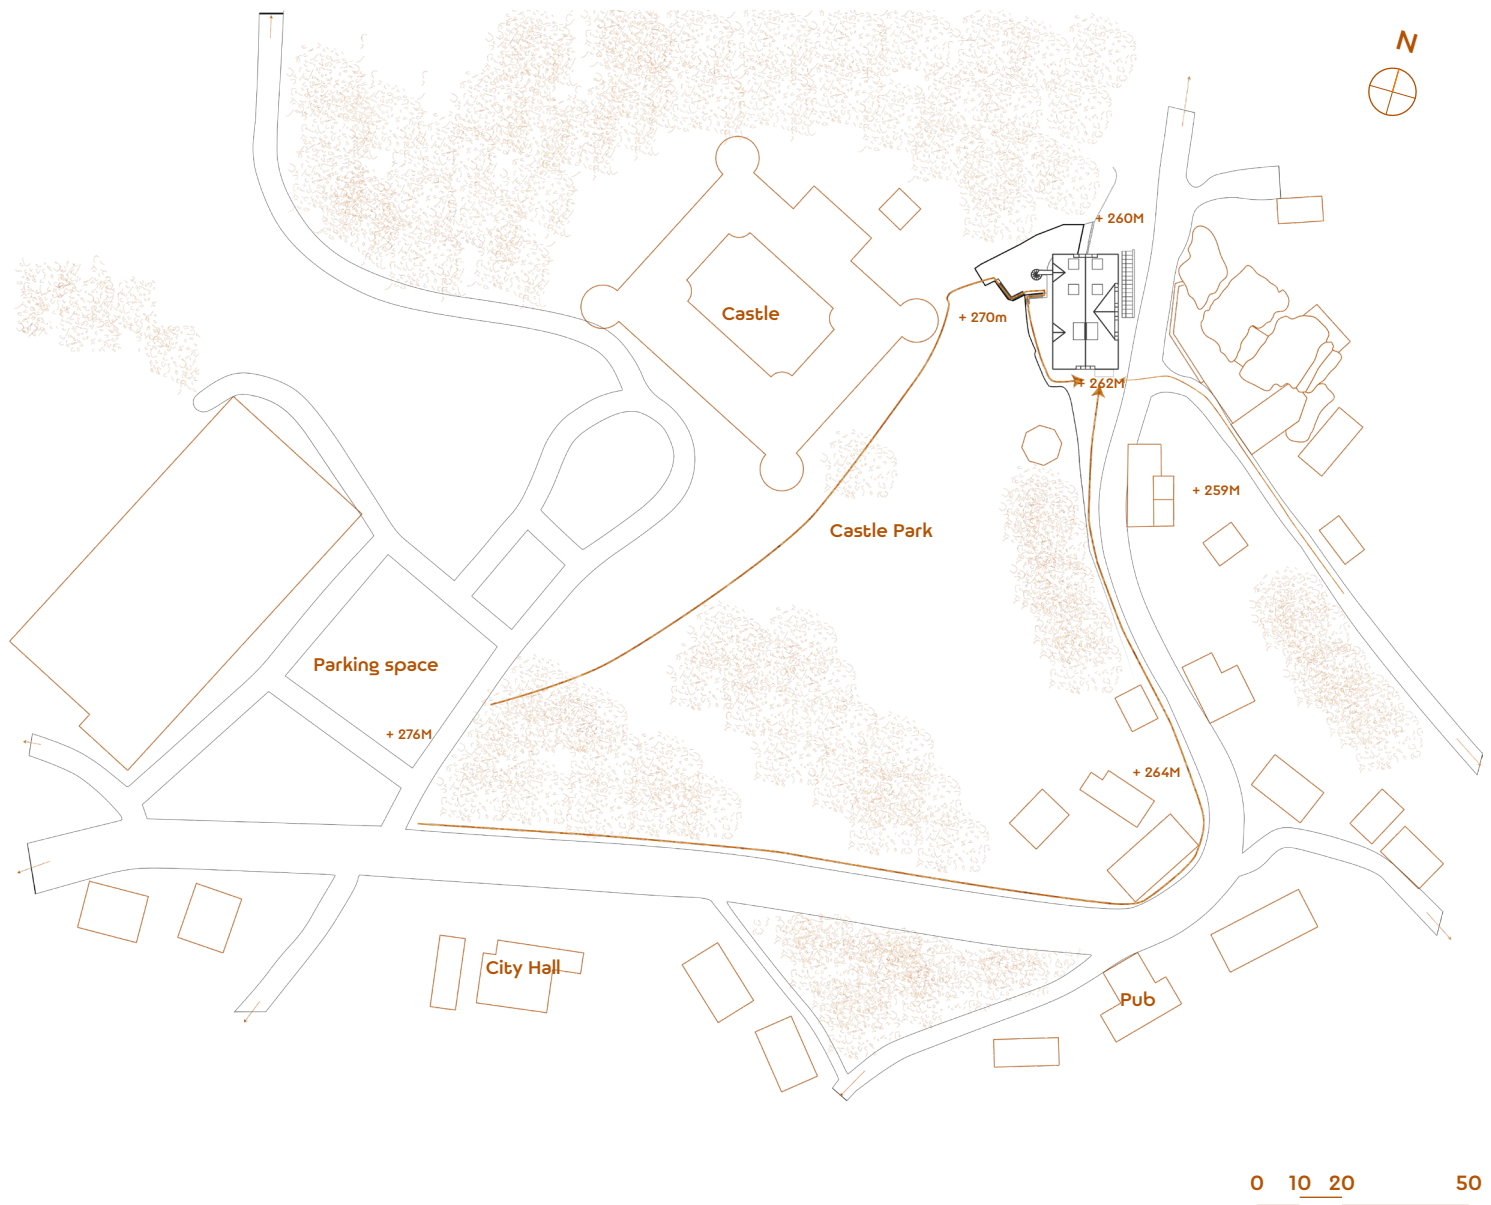 N
+ 260M
Castle
+ 270m
+ 262M
+ 259M
Castle Park
Parking space
+ 276M
+ 264M
City Hall
Pub
0 10 20 50